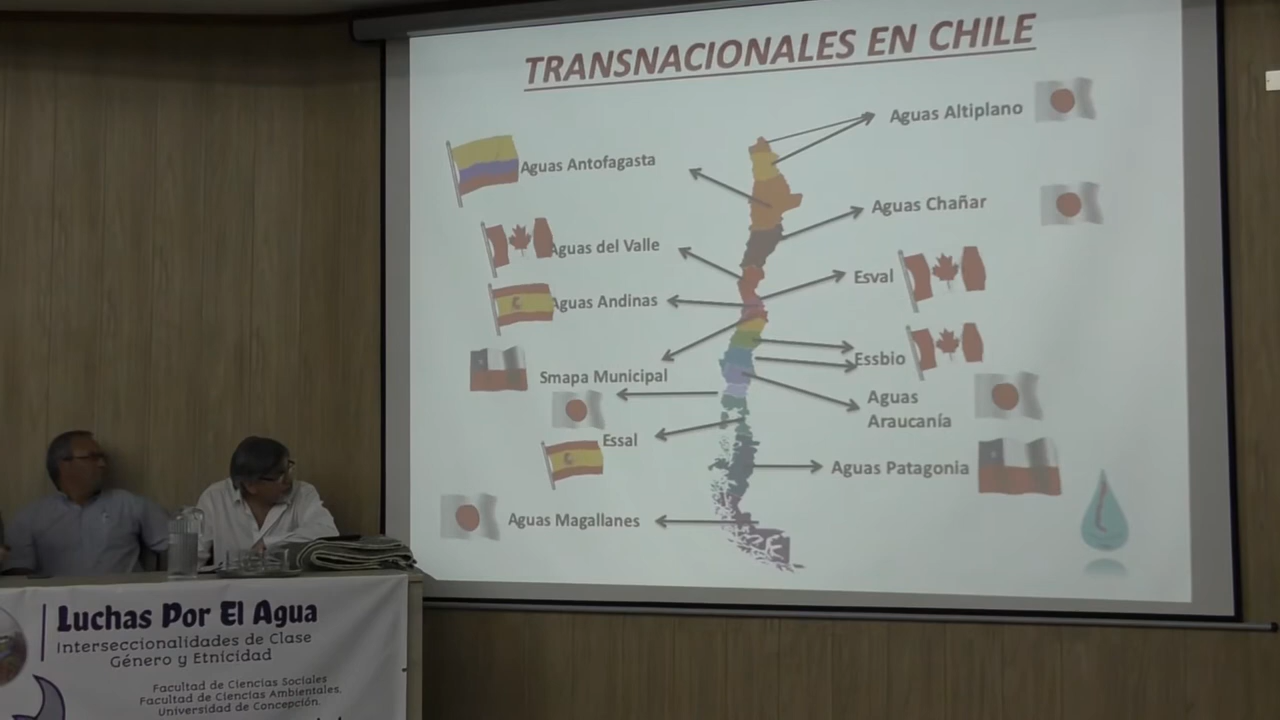 TRANSNACIONALES EN CHILE
Aguas Altiplano
Aguas Antofagasta
Aguas Chañar
Aguas del Valle
Esval
Aguas Andinas
Essbio
Smapa Municipal
Aguas
Araucanía
Essal
Aguas Patagonia
Aguas Magallanes
Luchas Por El Agua
Interseccionalidades de Clase
Género y Etnicidad
Facultad de Ciencias Sociales
Facultad de Ciencias Ambientales,
Universidad de Concepción.